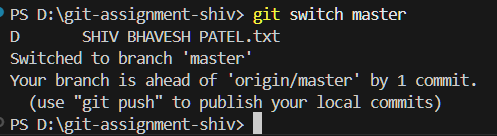 PS D:\git-assignment-shiv> git switch master
D       SHIV BHAVESH PATEL.txt
Switched to branch 'master'
Your branch is ahead of 'origin/master' by 1 commit.
  (use "git push" to publish your local commits)
PS D:\git-assignment-shiv>